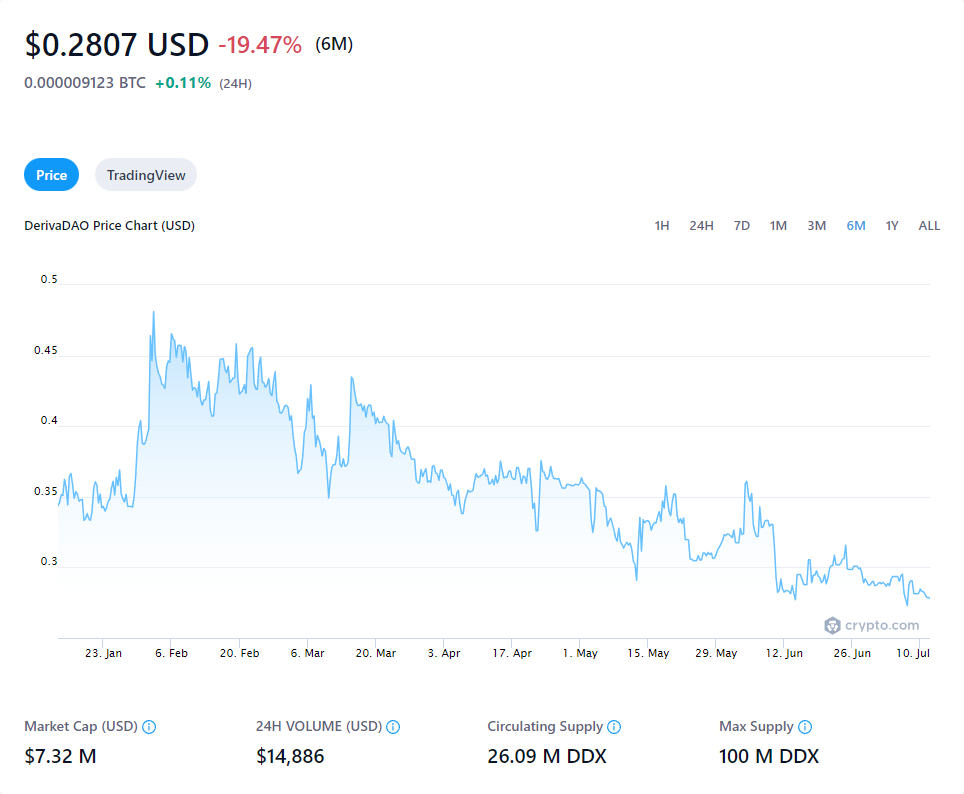 $0.2807 USD -19.47% (6M)
0.000009123 BTC +0.11% (24H)
Price TradingView
DerivaDAO Price Chart (USD) 1H 24H 7D 1M 3M 6M 1Y ALL
0.5
0.45
0.4
0.35
0.3
crypto.com
23. Jan 6. Feb 20. Feb 6. Mar 20. Mar 3. Apr 17. Apr 1. May 15. May 29. May 12. Jun 26. Jun 10. Jul
Market Cap (USD) 24H VOLUME (USD) Circulating Supply Max Supply
$7.32 M $14,886 26.09 M DDX 100 M DDX